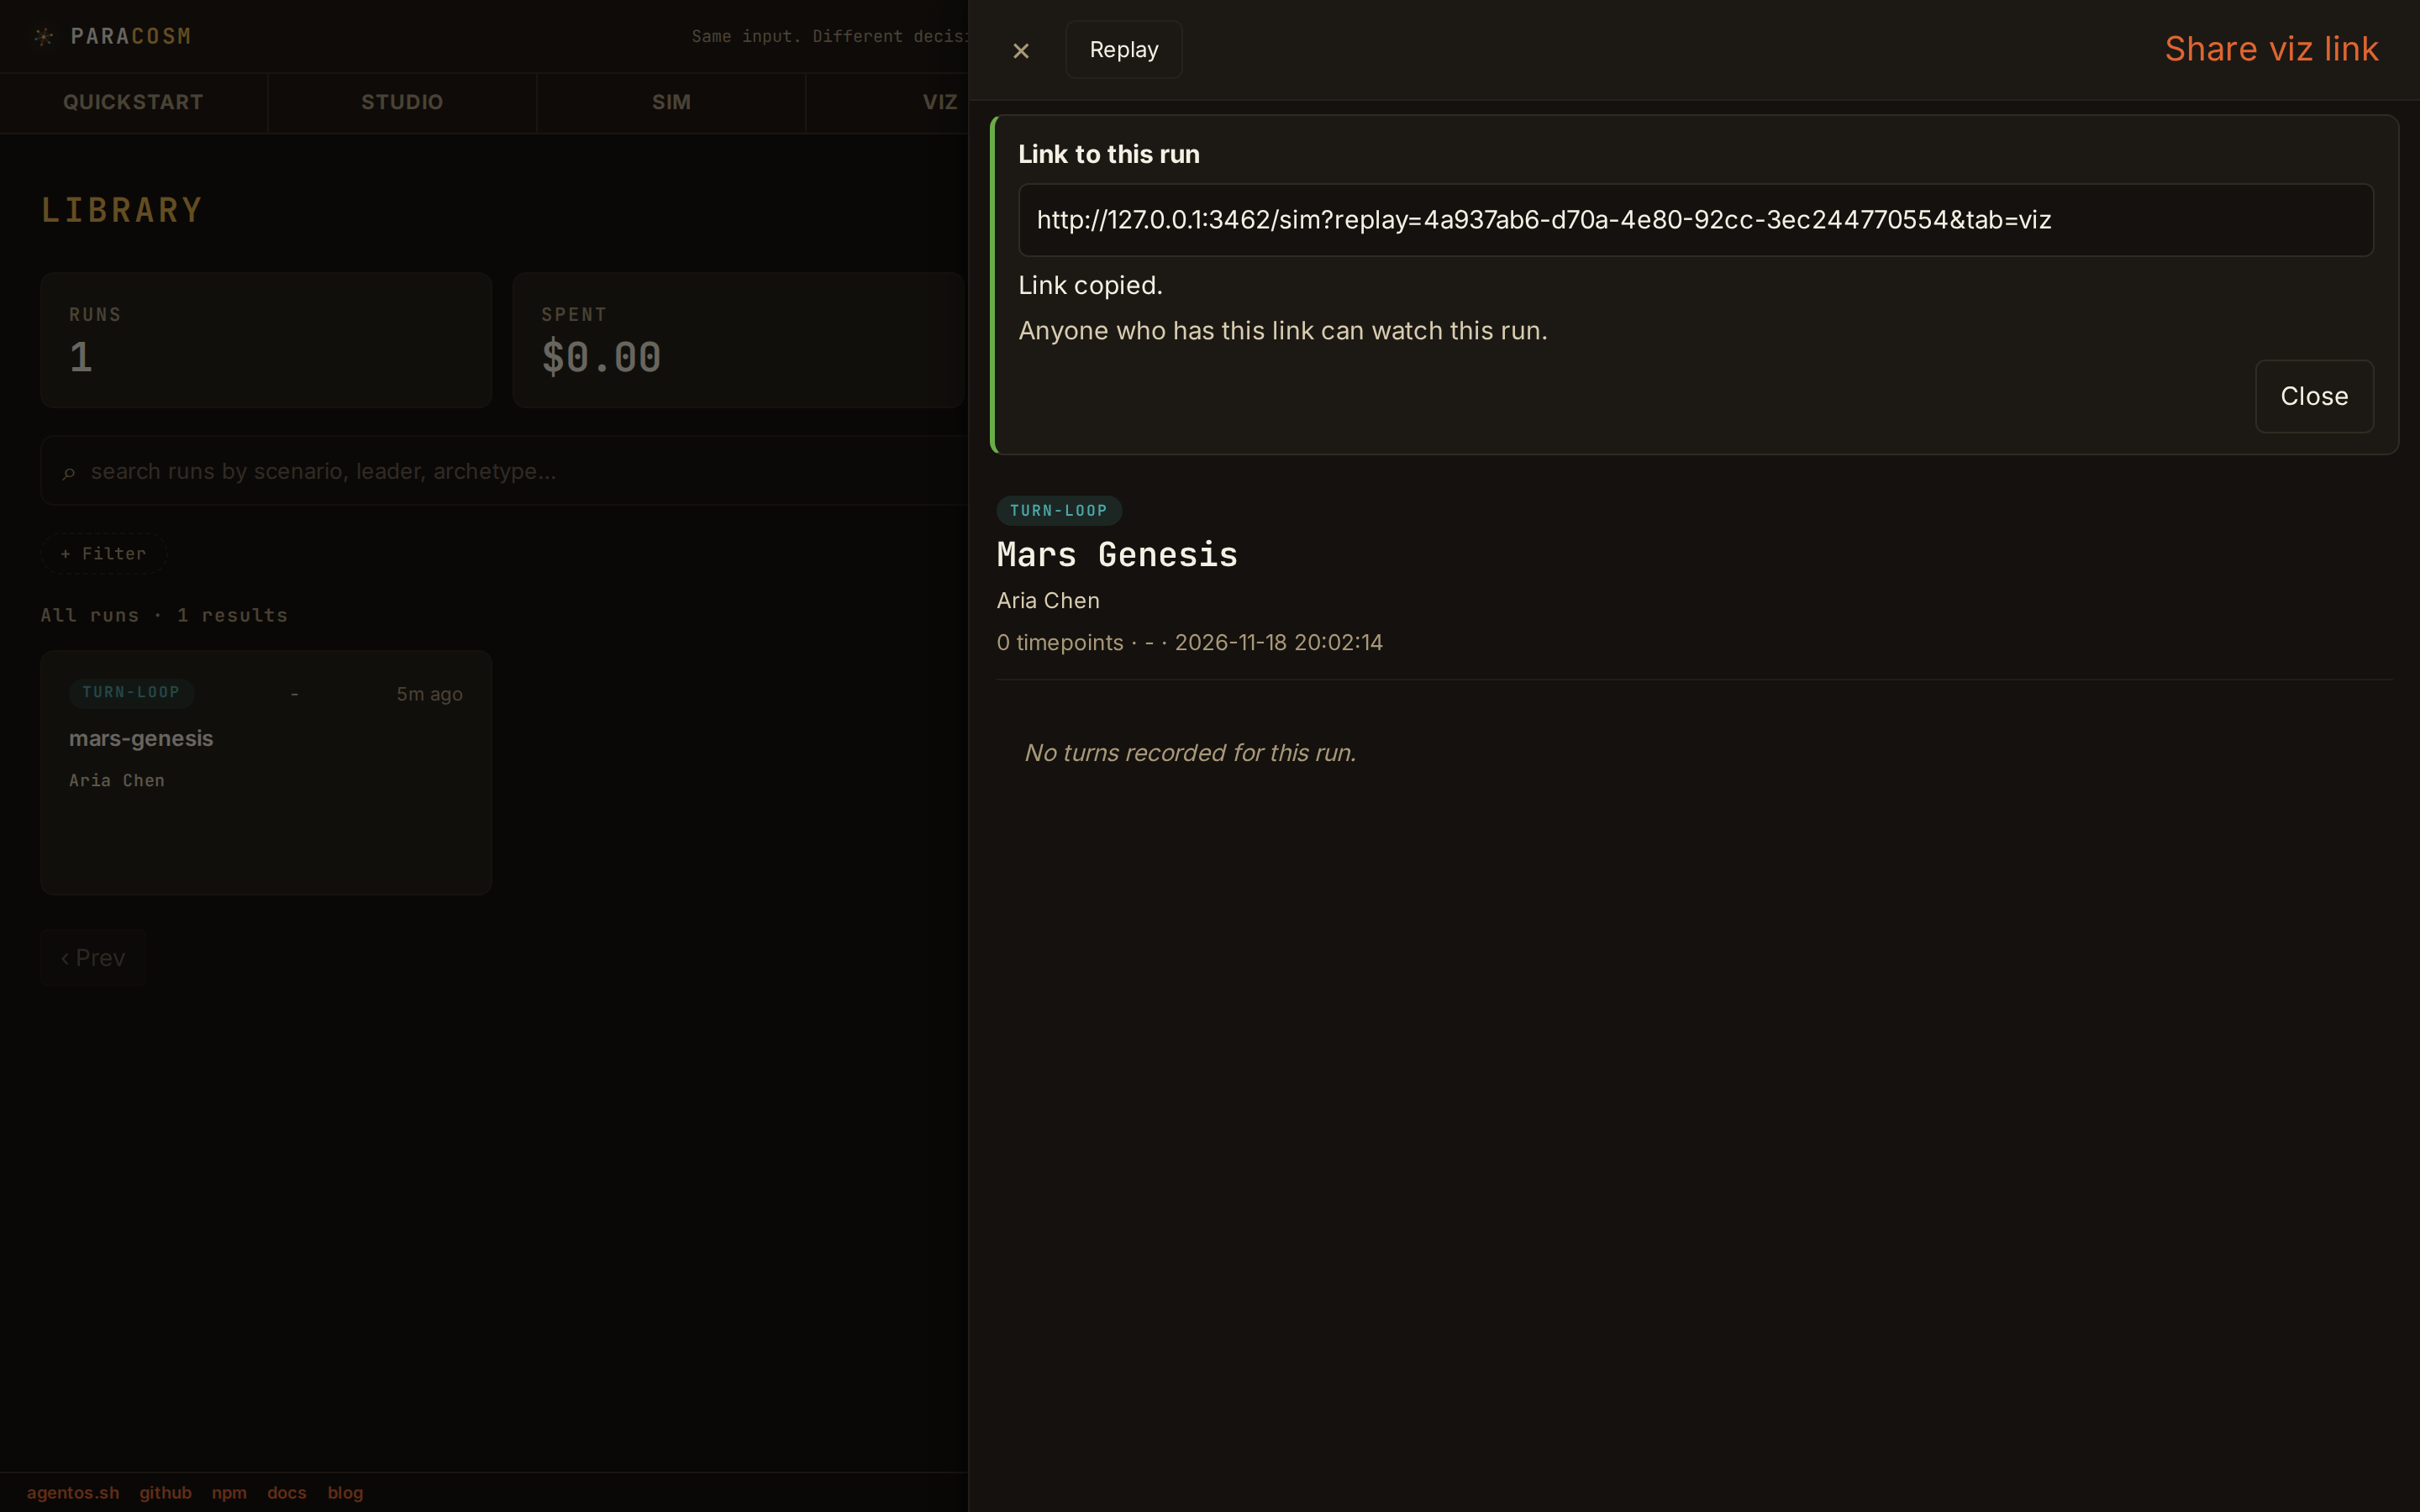 PARACOSM
Same input. Different decisi
QUICKSTART
STUDIO
SIM
VIZ
LIBRARY
RUNS
1
SPENT
$0.00
search runs by scenario, leader, archetype...
+ Filter
All runs · 1 results
TURN-LOOP
-
5m ago
mars-genesis
Aria Chen
‹ Prev
agentos.sh github npm docs blog
× Replay
Share viz link
Link to this run
http://127.0.0.1:3462/sim?replay=4a937ab6-d70a-4e80-92cc-3ec244770554&tab=viz
Link copied.
Anyone who has this link can watch this run.
Close
TURN-LOOP
Mars Genesis
Aria Chen
0 timepoints · - · 2026-11-18 20:02:14
No turns recorded for this run.